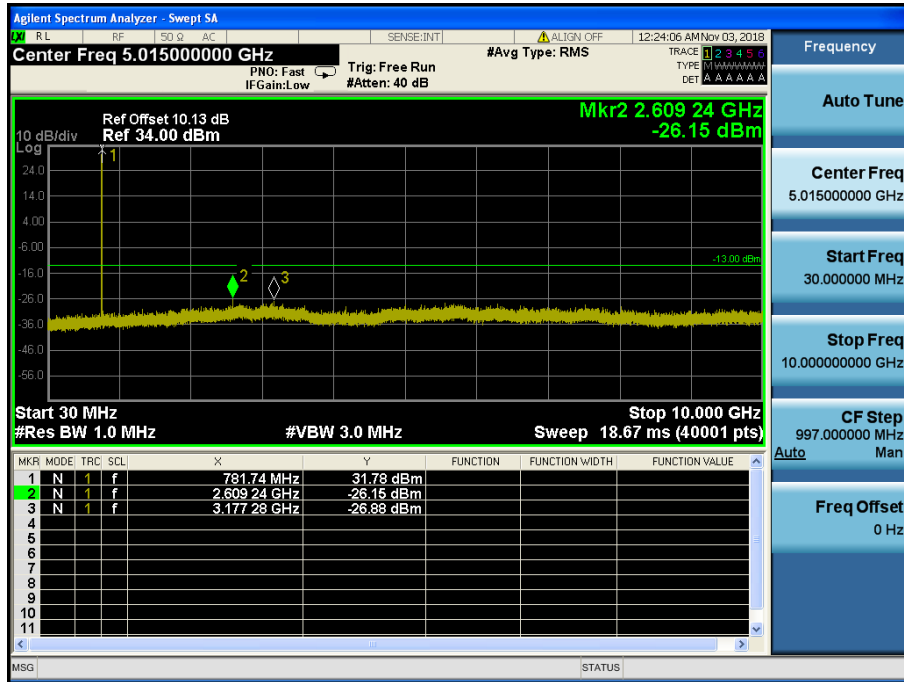 Agilent Spectrum Analyzer - Swept SA
LXI RL RF 50 Ω AC SENSE:INT ALIGN OFF 12:24:06 AM Nov 03, 2018
Center Freq 5.015000000 GHz
PNO: Fast
IFGain:Low
Trig: Free Run
#Atten: 40 dB
#Avg Type: RMS
TRACE 1 2 3 4 5 6
TYPE M W W W W W
DET A A A A A A
Mkr2 2.609 24 GHz
-26.15 dBm
Ref Offset 10.13 dB
10 dB/div Ref 34.00 dBm
Log
24.0
14.0
4.00
-6.00
-16.0
-26.0
-36.0
-46.0
-56.0
1
2
3
-13.00 dBm
Start 30 MHz Stop 10.000 GHz
#Res BW 1.0 MHz #VBW 3.0 MHz Sweep 18.67 ms (40001 pts)
MKR MODE TRC SCL X Y FUNCTION FUNCTION WIDTH FUNCTION VALUE
1 N 1 f 781.74 MHz 31.78 dBm
2 N 1 f 2.609 24 GHz -26.15 dBm
3 N 1 f 3.177 28 GHz -26.88 dBm
4
5
6
7
8
9
10
11
MSG STATUS
Frequency
Auto Tune
Center Freq
5.015000000 GHz
Start Freq
30.000000 MHz
Stop Freq
10.000000000 GHz
CF Step
997.000000 MHz
Auto Man
Freq Offset
0 Hz